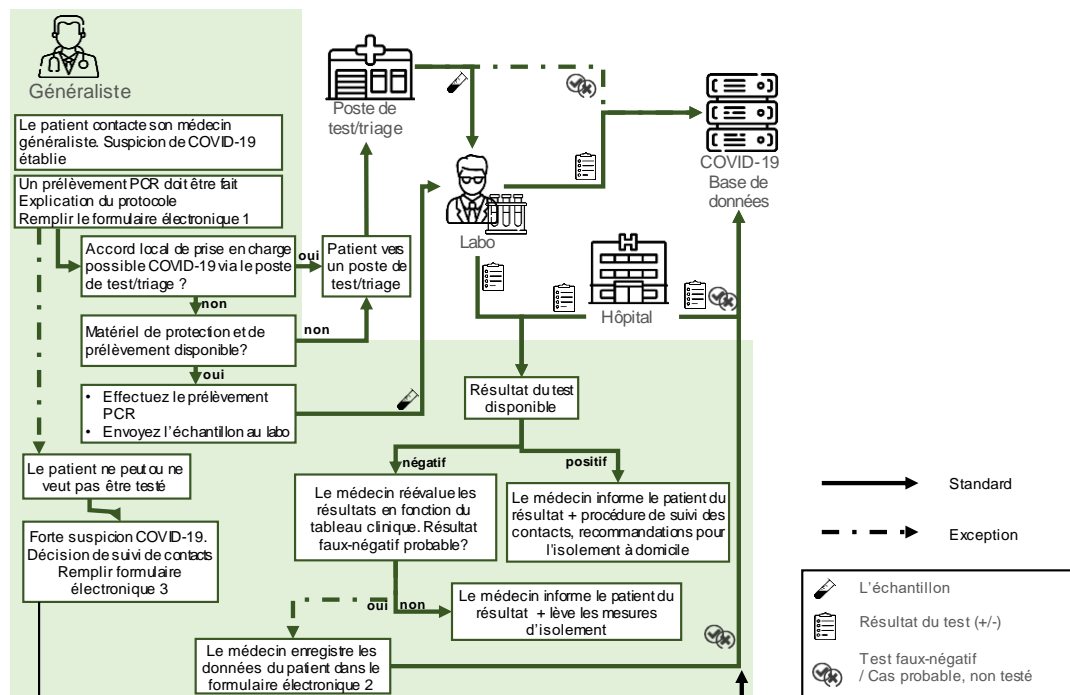 Généraliste
Le patient contacte son médecin
généraliste. Suspicion de COVID-19
établie
Un prélèvement PCR doit être fait
Explication du protocole
Remplir le formulaire électronique 1
Accord local de prise en charge
possible COVID-19 via le poste
de test/triage ?
oui
non
Patient vers
un poste de
test/triage
Matériel de protection et de
prélèvement disponible?
non
oui
• Effectuez le prélèvement
PCR
• Envoyez l'échantillon au labo
Le patient ne peut ou ne
veut pas être testé
Forte suspicion COVID-19.
Décision de suivi de contacts
Remplir formulaire
électronique 3
Poste de
test/triage
Labo
COVID-19
Base de
données
Hôpital
Résultat du test
disponible
négatif
positif
Le médecin réévalue les
résultats en fonction du
tableau clinique. Résultat
faux-négatif probable?
Le médecin informe le patient du
résultat + procédure de suivi des
contacts, recommandations pour
l'isolement à domicile
oui
non
Le médecin informe le patient du
résultat + lève les mesures
d'isolement
Le médecin enregistre les
données du patient dans le
formulaire électronique 2
Standard
Exception
L'échantillon
Résultat du test (+/-)
Test faux-négatif
/ Cas probable, non testé